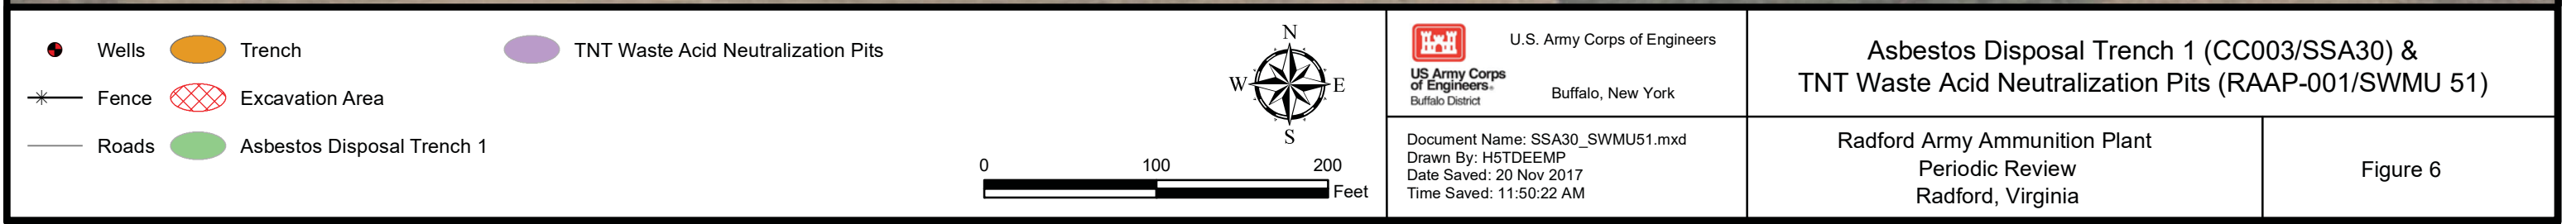 Wells
Fence
Roads
Trench
Excavation Area
Asbestos Disposal Trench 1
TNT Waste Acid Neutralization Pits
N
W E
S
0 100 200
Feet
US Army Corps
of Engineers®
Buffalo District
U.S. Army Corps of Engineers
Buffalo, New York
Document Name: SSA30_SWMU51.mxd
Drawn By: H5TDEEMP
Date Saved: 20 Nov 2017
Time Saved: 11:50:22 AM
Asbestos Disposal Trench 1 (CC003/SSA30) &
TNT Waste Acid Neutralization Pits (RAAP-001/SWMU 51)
Radford Army Ammunition Plant
Periodic Review
Radford, Virginia
Figure 6